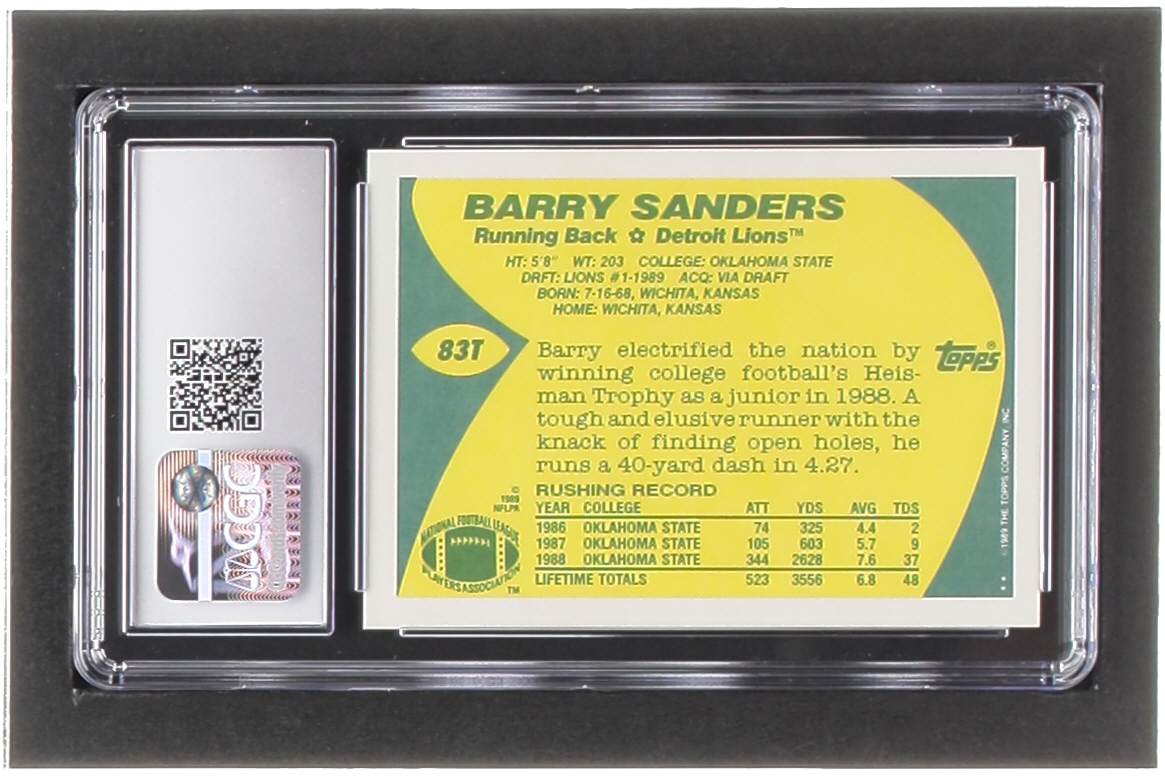 BARRY SANDERS
Running Back ✩ Detroit Lions™
HT: 5'8" WT: 203 COLLEGE: OKLAHOMA STATE
DRFT: LIONS #1-1989 ACQ: VIA DRAFT
BORN: 7-16-68, WICHITA, KANSAS
HOME: WICHITA, KANSAS
83T
Barry electrified the nation by
winning college football's Heis-
man Trophy as a junior in 1988. A
tough and elusive runner with the
knack of finding open holes, he
runs a 40-yard dash in 4.27.
topps®
RUSHING RECORD
YEAR COLLEGE ATT YDS AVG TDS
1986 OKLAHOMA STATE 74 325 4.4 2
1987 OKLAHOMA STATE 105 603 5.7 9
1988 OKLAHOMA STATE 344 2628 7.6 37
LIFETIME TOTALS 523 3556 6.8 48
©
1989
NFLPA
NATIONAL FOOTBALL LEAGUE
PLAYERS ASSOCIATION
TM
©1989 THE TOPPS COMPANY, INC.
**
CGC